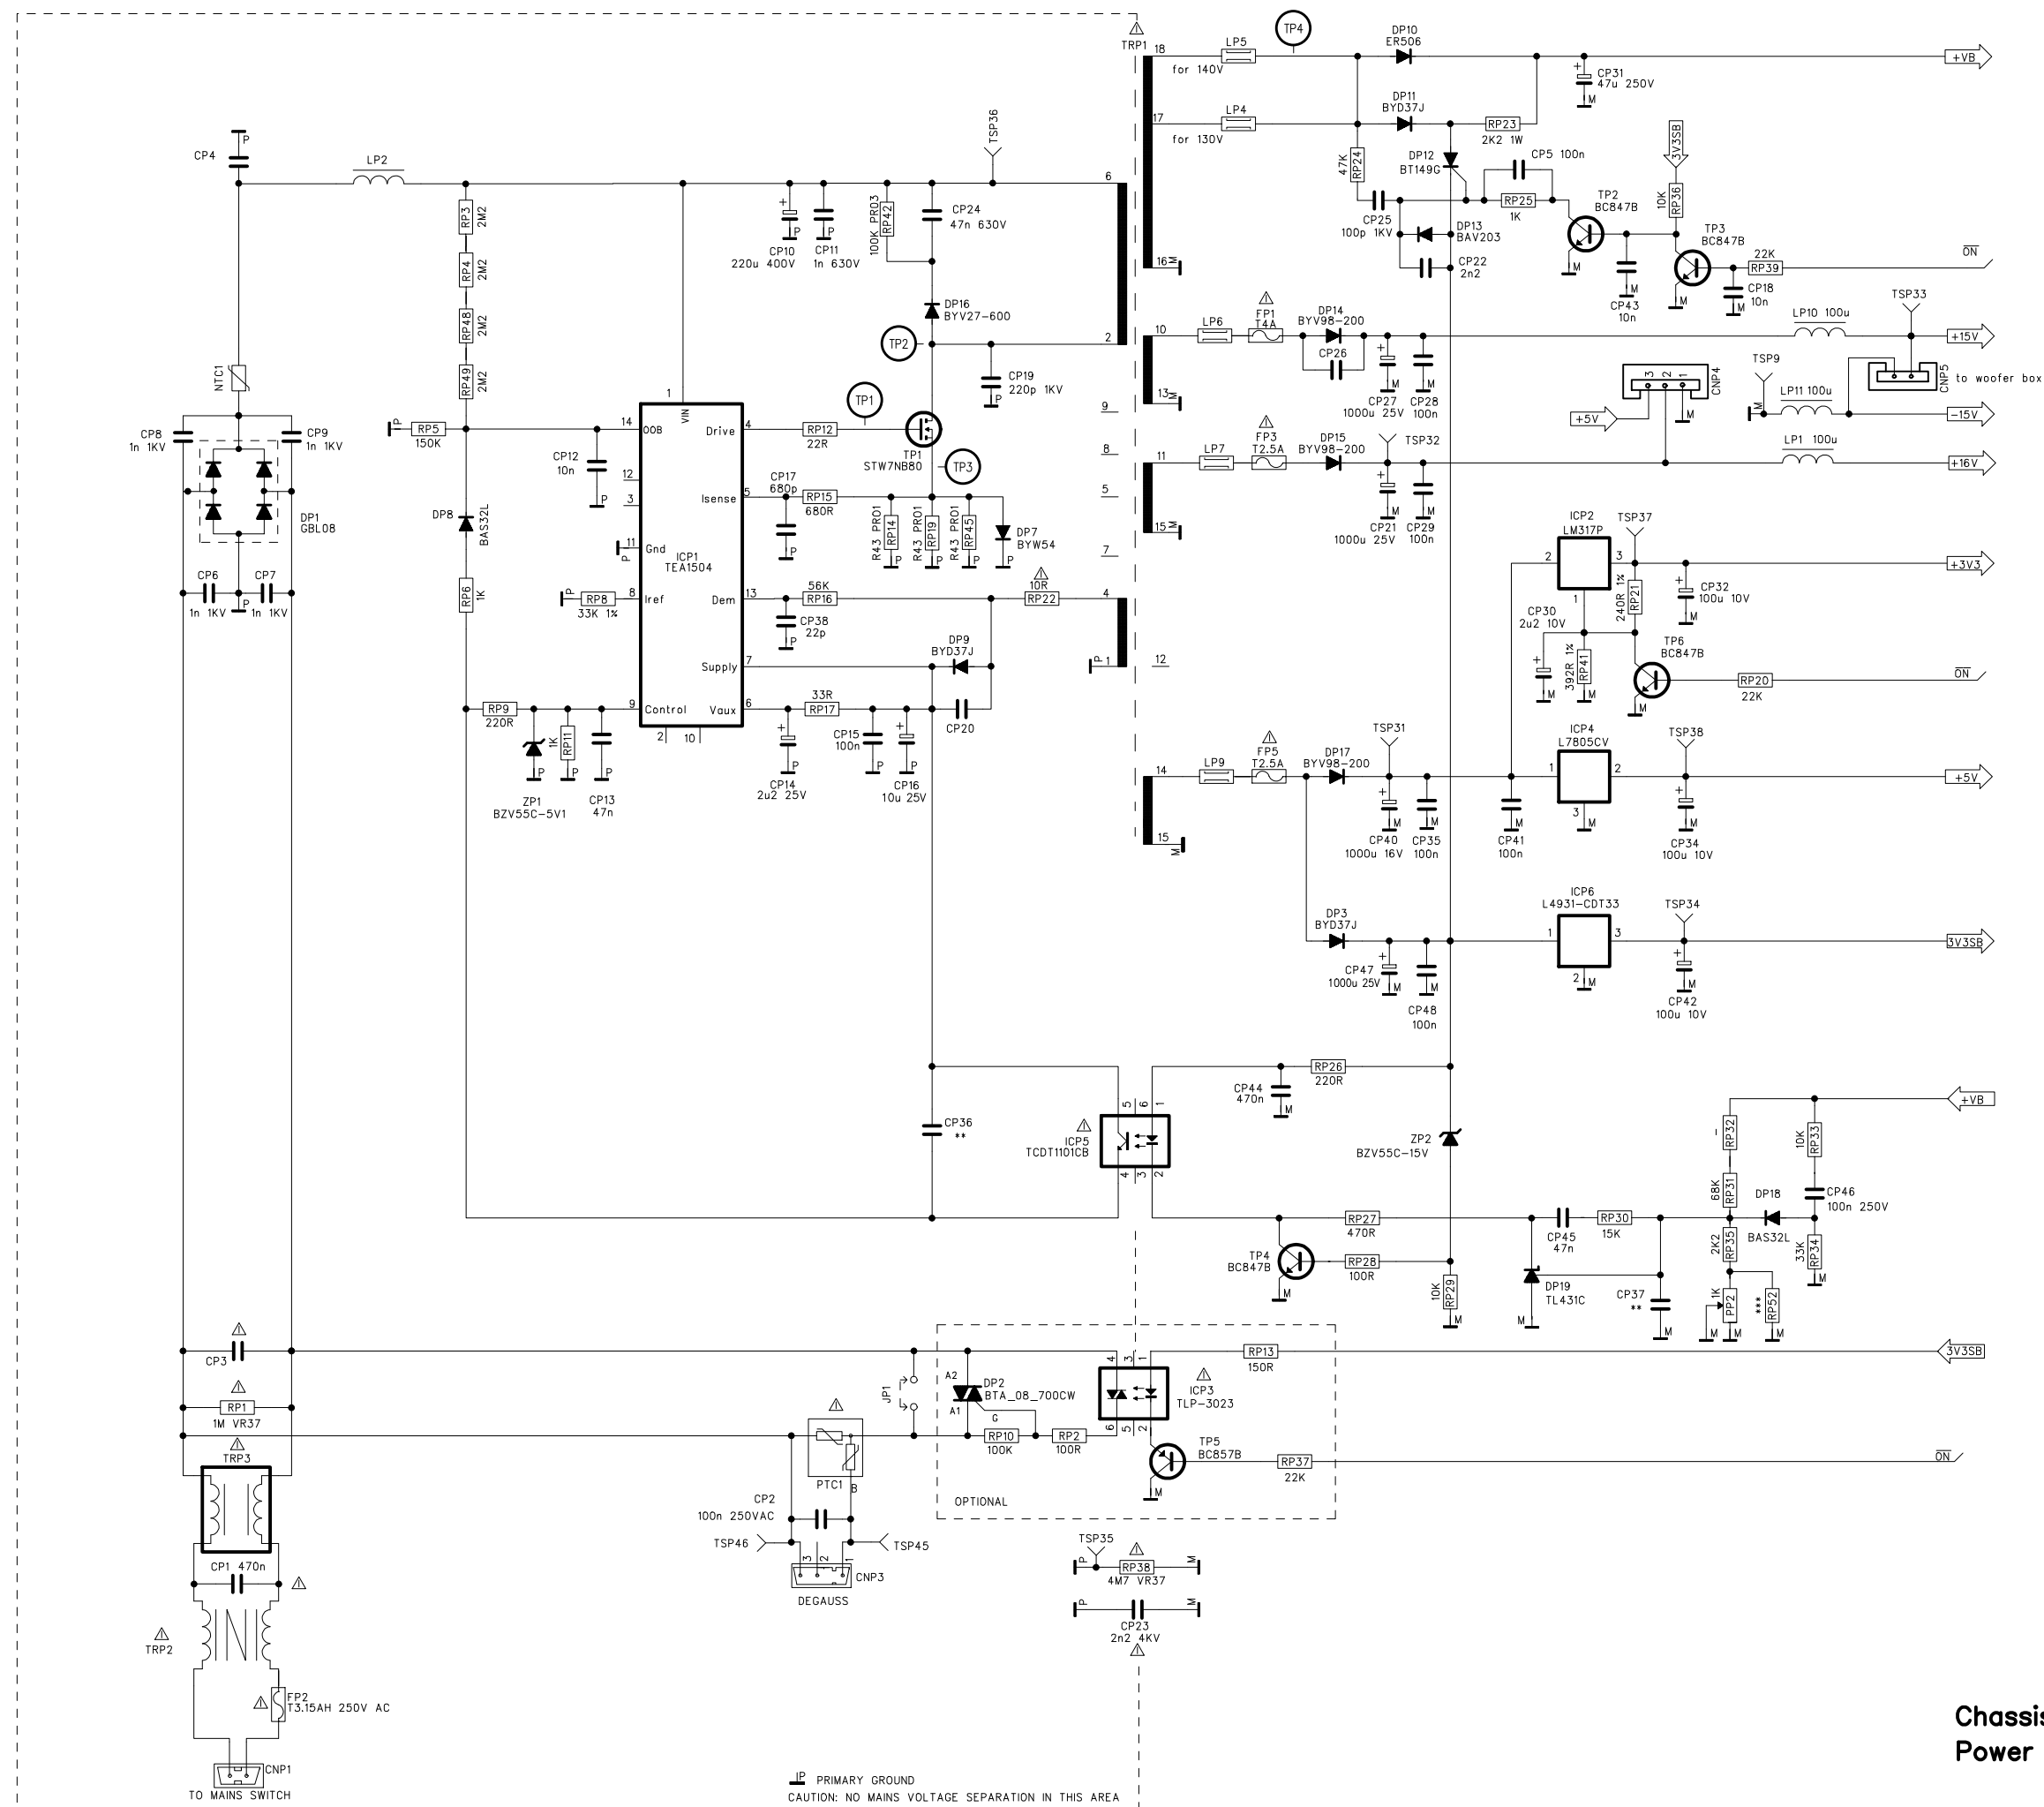 TP4
TRP1
18
LP5
DP10
ER506
+VB
for 140V
CP31
47u 250V
M
TSP36
DP11
BYD37J
LP4
17
for 130V
RP23
2K2 1W
3V3SB
P
CP4
LP2
47K
RP24
DP12
BT149G
CP5 100n
6
RP3
2M2
100K PR03
RP42
CP24
47n 630V
CP10
220u 400V
P
CP11
1n 630V
P
CP25
100p 1KV
RP25
1K
TP2
BC847B
10K
RP36
TP3
BC847B
DP13
BAV203
CP22
2n2
M
CP43
10n
M
M
22K
RP39
ON
CP18
10n
M
16
M
RP4
2M2
RP48
2M2
RP49
2M2
DP16
BYV27-600
TP2
2
CP19
220p 1KV
P
10
LP6
FP1
T4A
DP14
BYV98-200
CP26
CP27
1000u 25V
M
CP28
100n
M
LP10 100u
TSP33
+15V
13
M
9
CNP4
3
2
1
M
+5V
TSP9
M
LP11 100u
CNP5
to woofer box
-15V
NTC1
CP8
1n 1KV
CP9
1n 1KV
DP1
GBL08
P
RP5
150K
1
VIN
14
OOB
Drive
4
TP1
RP12
22R
TP1
STW7NB80
TP3
CP12
10n
P
12
3
8
11
LP7
FP3
T2.5A
DP15
BYV98-200
TSP32
LP1 100u
+16V
CP21
1000u 25V
M
CP29
100n
M
15
M
5
7
DP8
BAS32L
Isense
5
CP17
680p
P
RP15
680R
R43 PR01
RP14
P
R43 PR01
RP19
P
R43 PR01
RP45
P
DP7
BYW54
P
11
Gnd
P
ICP1
TEA1504
ICP2
LM317P
TSP37
2
3
1
+3V3
CP6
1n 1KV
CP7
1n 1KV
P
RP6
1K
P
RP8
33K 1%
8
Iref
Dem
13
56K
RP16
CP38
22p
P
10R
RP22
4
240R 1%
RP21
CP32
100u 10V
M
CP30
2u2 10V
M
392R 1%
RP41
M
TP6
BC847B
M
RP20
22K
ON
Supply
7
DP9
BYD37J
P
1
12
RP9
220R
9
Control
Vaux
6
33R
RP17
2
10
CP20
ZP1
BZV55C-5V1
P
1K
RP11
P
CP13
47n
P
CP14
2u2 25V
P
CP15
100n
P
CP16
10u 25V
P
14
LP9
FP5
T2.5A
DP17
BYV98-200
TSP31
ICP4
L7805CV
1
2
3
M
TSP38
+5V
CP40
1000u 16V
M
CP35
100n
M
CP41
100n
M
CP34
100u 10V
M
15
M
DP3
BYD37J
ICP6
L4931-CDT33
1
3
2
M
TSP34
3V3SB
CP47
1000u 25V
M
CP48
100n
M
CP42
100u 10V
M
CP44
470n
M
RP26
220R
5
6
1
ICP5
TCDT1101CB
4
3
2
CP36
**
ZP2
BZV55C-15V
+VB
-
RP32
10K
RP33
68K
RP31
DP18
BAS32L
CP46
100n 250V
RP27
470R
CP45
47n
RP30
15K
2K2
RP35
33K
RP34
M
TP4
BC847B
M
RP28
100R
10K
RP29
M
DP19
TL431C
M
CP37
**
M
1K
PP2
M
M
***
RP52
M
CP3
RP13
150R
3V3SB
4
3
1
JP1
A2
DP2
BTA_08_700CW
A1
G
ICP3
TLP-3023
6
5
2
RP1
1M VR37
RP10
100K
RP2
100R
TP5
BC857B
M
RP37
22K
ON
TRP3
PTC1
B
CP2
100n 250VAC
OPTIONAL
TSP46
TSP45
3
2
1
CNP3
DEGAUSS
TSP35
P
RP38
4M7 VR37
M
P
CP23
2n2 4KV
M
CP1 470n
TRP2
FP2
T3.15AH 250V AC
CNP1
TO MAINS SWITCH
Chassis
Power
P PRIMARY GROUND
CAUTION: NO MAINS VOLTAGE SEPARATION IN THIS AREA